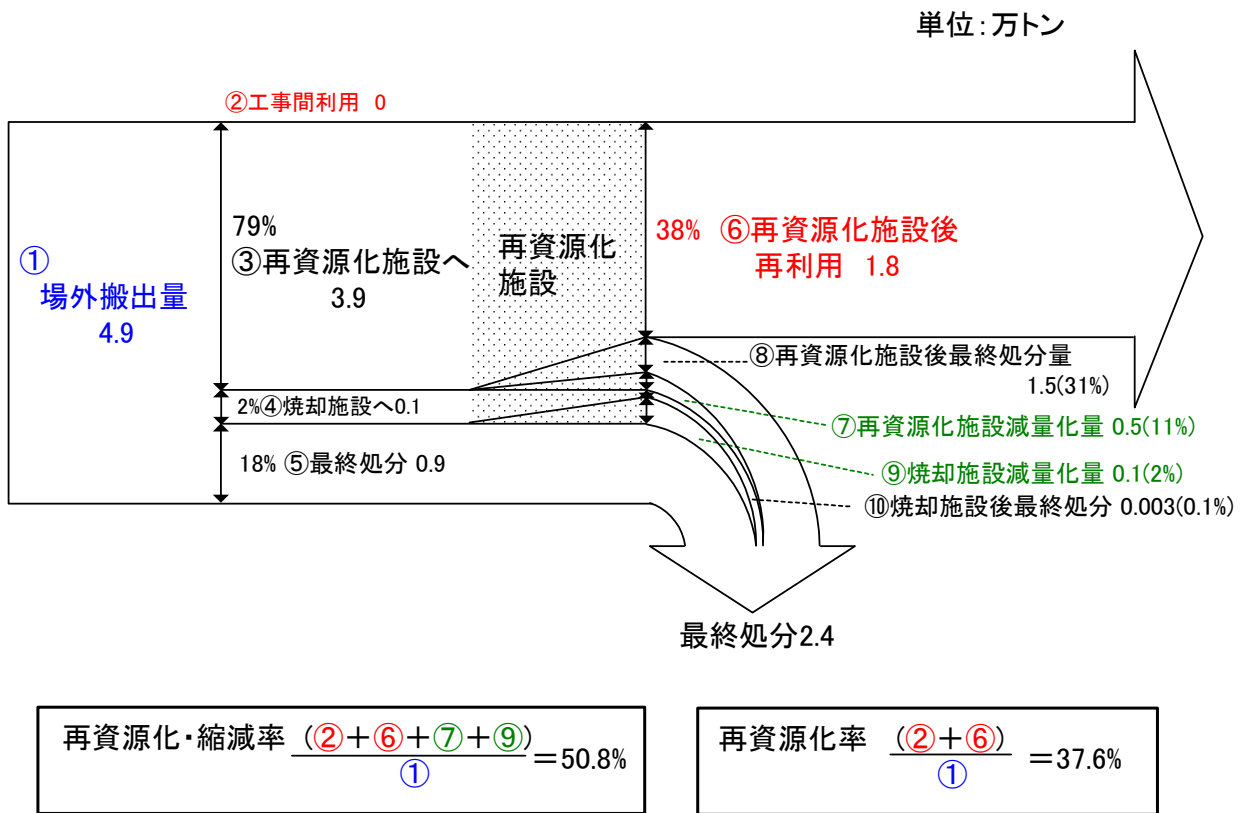 単位：万トン
②工事間利用 0
①
場外搬出量
4.9
79%
③再資源化施設へ
3.9
再資源化
施設
38% ⑥再資源化施設後
再利用 1.8
⑧再資源化施設後最終処分量
1.5(31%)
2%④焼却施設へ0.1
⑦再資源化施設減量化量 0.5(11%)
18% ⑤最終処分 0.9
⑨焼却施設減量化量 0.1(2%)
⑩焼却施設後最終処分 0.003(0.1%)
最終処分2.4
再資源化・縮減率 (②＋⑥＋⑦＋⑨)
①
＝50.8%
再資源化率 (②＋⑥)
①
＝37.6%